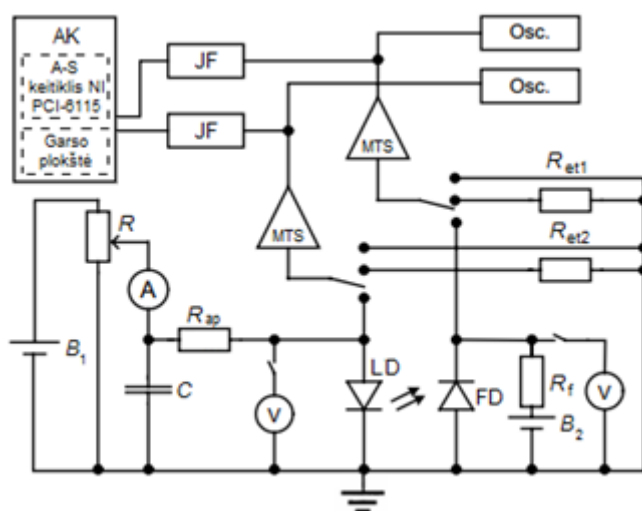 AK
A-S
keitiklis NI
PCI-6115
Garso
plokštė
JF
JF
Osc.
Osc.
MTS
MTS
Ret1
Ret2
R
A
Rap
B1
C
V
LD
FD
Rf
B2
V